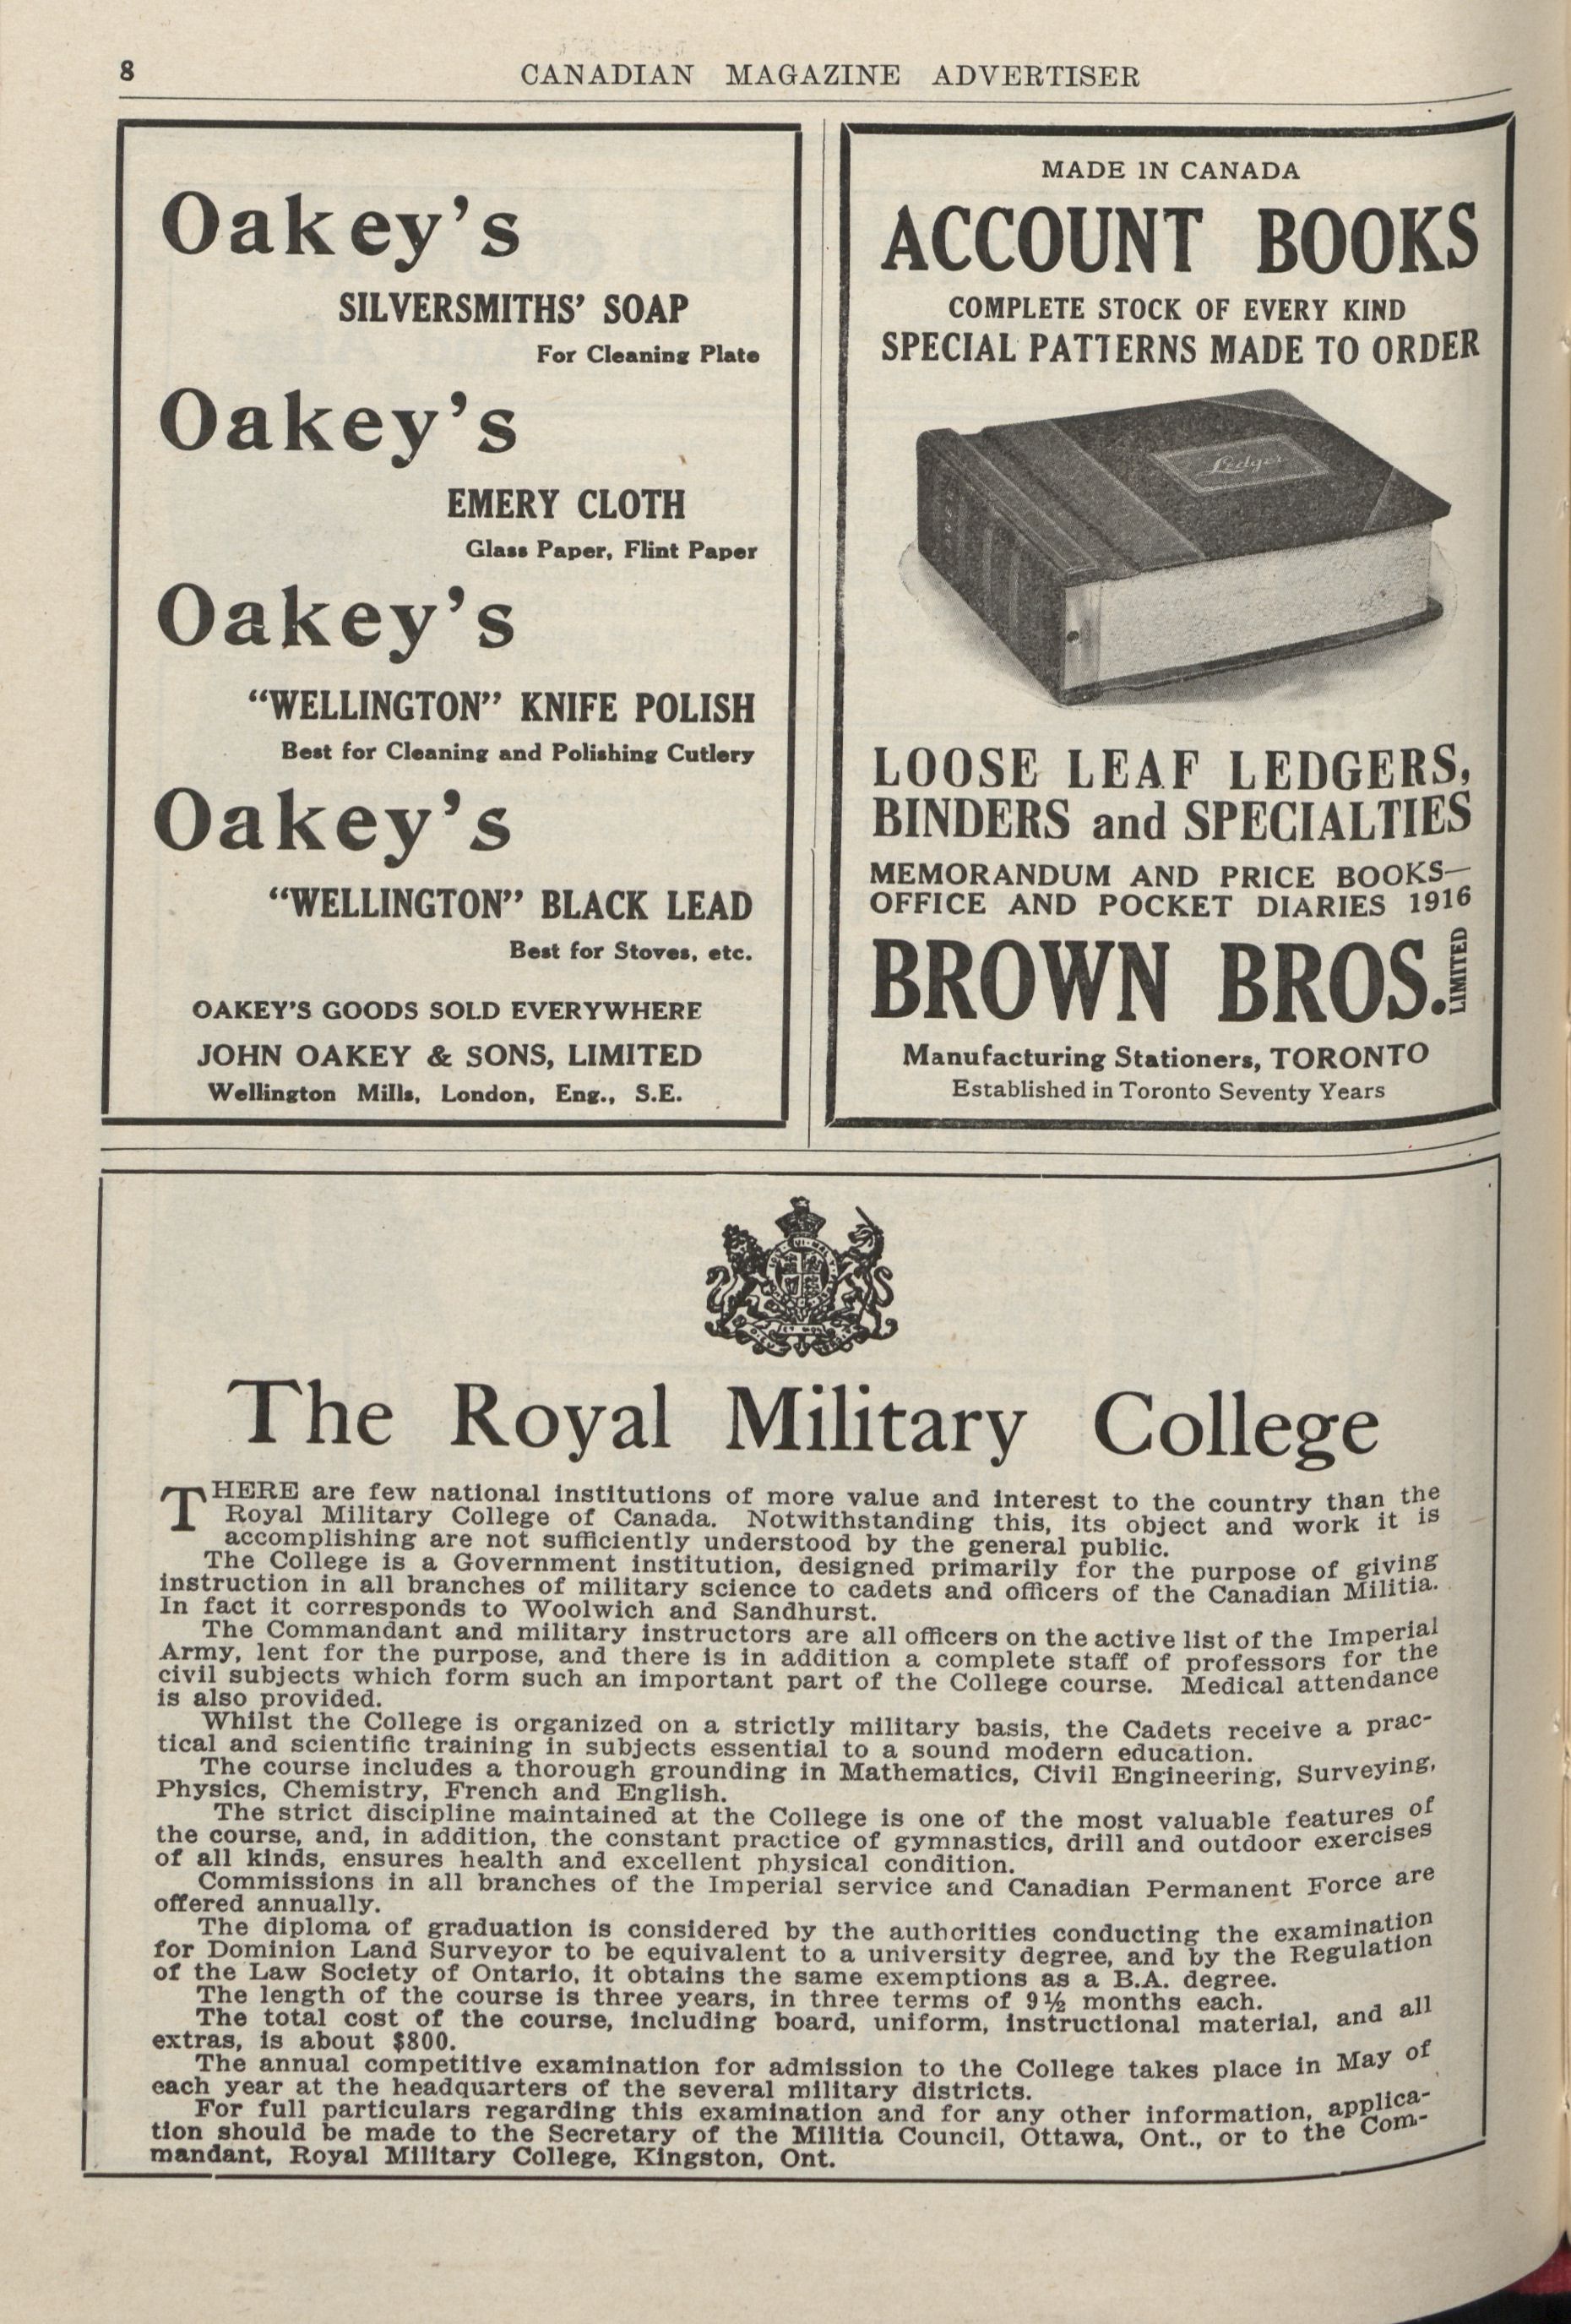 8
CANADIAN MAGAZINE ADVERTISER
Oakey's
SILVERSMITHS' SOAP
For Cleaning Plate
Oakey's
EMERY CLOTH
Glass Paper, Flint Paper
Oakey's
"WELLINGTON" KNIFE POLISH
Best for Cleaning and Polishing Cutlery
Oakey's
"WELLINGTON" BLACK LEAD
Best for Stoves, etc.
OAKEY'S GOODS SOLD EVERYWHERE
JOHN OAKEY & SONS, LIMITED
Wellington Mills, London, Eng., S.E.
MADE IN CANADA
ACCOUNT BOOKS
COMPLETE STOCK OF EVERY KIND
SPECIAL PATTERNS MADE TO ORDER
Ledger
LOOSE LEAF LEDGERS,
BINDERS and SPECIALTIES
MEMORANDUM AND PRICE BOOKS—
OFFICE AND POCKET DIARIES 1916
BROWN BROS. LIMITED
Manufacturing Stationers, TORONTO
Established in Toronto Seventy Years
The Royal Military College
THERE are few national institutions of more value and interest to the country than the
Royal Military College of Canada. Notwithstanding this, its object and work it is
accomplishing are not sufficiently understood by the general public.
The College is a Government institution, designed primarily for the purpose of giving
instruction in all branches of military science to cadets and officers of the Canadian Militia.
In fact it corresponds to Woolwich and Sandhurst.
The Commandant and military instructors are all officers on the active list of the Imperial
Army, lent for the purpose, and there is in addition a complete staff of professors for the
civil subjects which form such an important part of the College course. Medical attendance
is also provided.
Whilst the College is organized on a strictly military basis, the Cadets receive a prac-
tical and scientific training in subjects essential to a sound modern education.
The course includes a thorough grounding in Mathematics, Civil Engineering, Surveying,
Physics, Chemistry, French and English.
The strict discipline maintained at the College is one of the most valuable features of
the course, and, in addition, the constant practice of gymnastics, drill and outdoor exercises
of all kinds, ensures health and excellent physical condition.
Commissions in all branches of the Imperial service and Canadian Permanent Force are
offered annually.
The diploma of graduation is considered by the authorities conducting the examination
for Dominion Land Surveyor to be equivalent to a university degree, and by the Regulation
of the Law Society of Ontario, it obtains the same exemptions as a B.A. degree.
The length of the course is three years, in three terms of 9½ months each.
The total cost of the course, including board, uniform, instructional material, and all
extras, is about $800.
The annual competitive examination for admission to the College takes place in May of
each year at the headquarters of the several military districts.
For full particulars regarding this examination and for any other information, applica-
tion should be made to the Secretary of the Militia Council, Ottawa, Ont., or to the Com-
mandant, Royal Military College, Kingston, Ont.